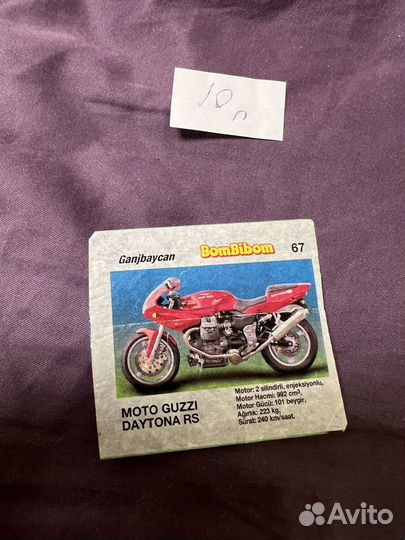 10 п
Ganjbaycan BomBibom 67
MOTO GUZZI
DAYTONA RS
Motor: 2 silindirli, enjeksiyonlu,
Motor Hacmi: 992 cm³,
Motor Gücü: 101 beygir,
Ağırlık: 223 kg,
Sürat: 240 km/saat.
Avito